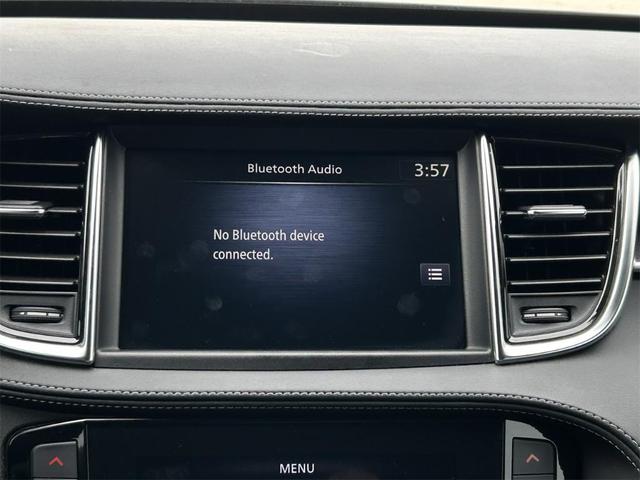 Bluetooth Audio
3:57
No Bluetooth device
connected.
MENU